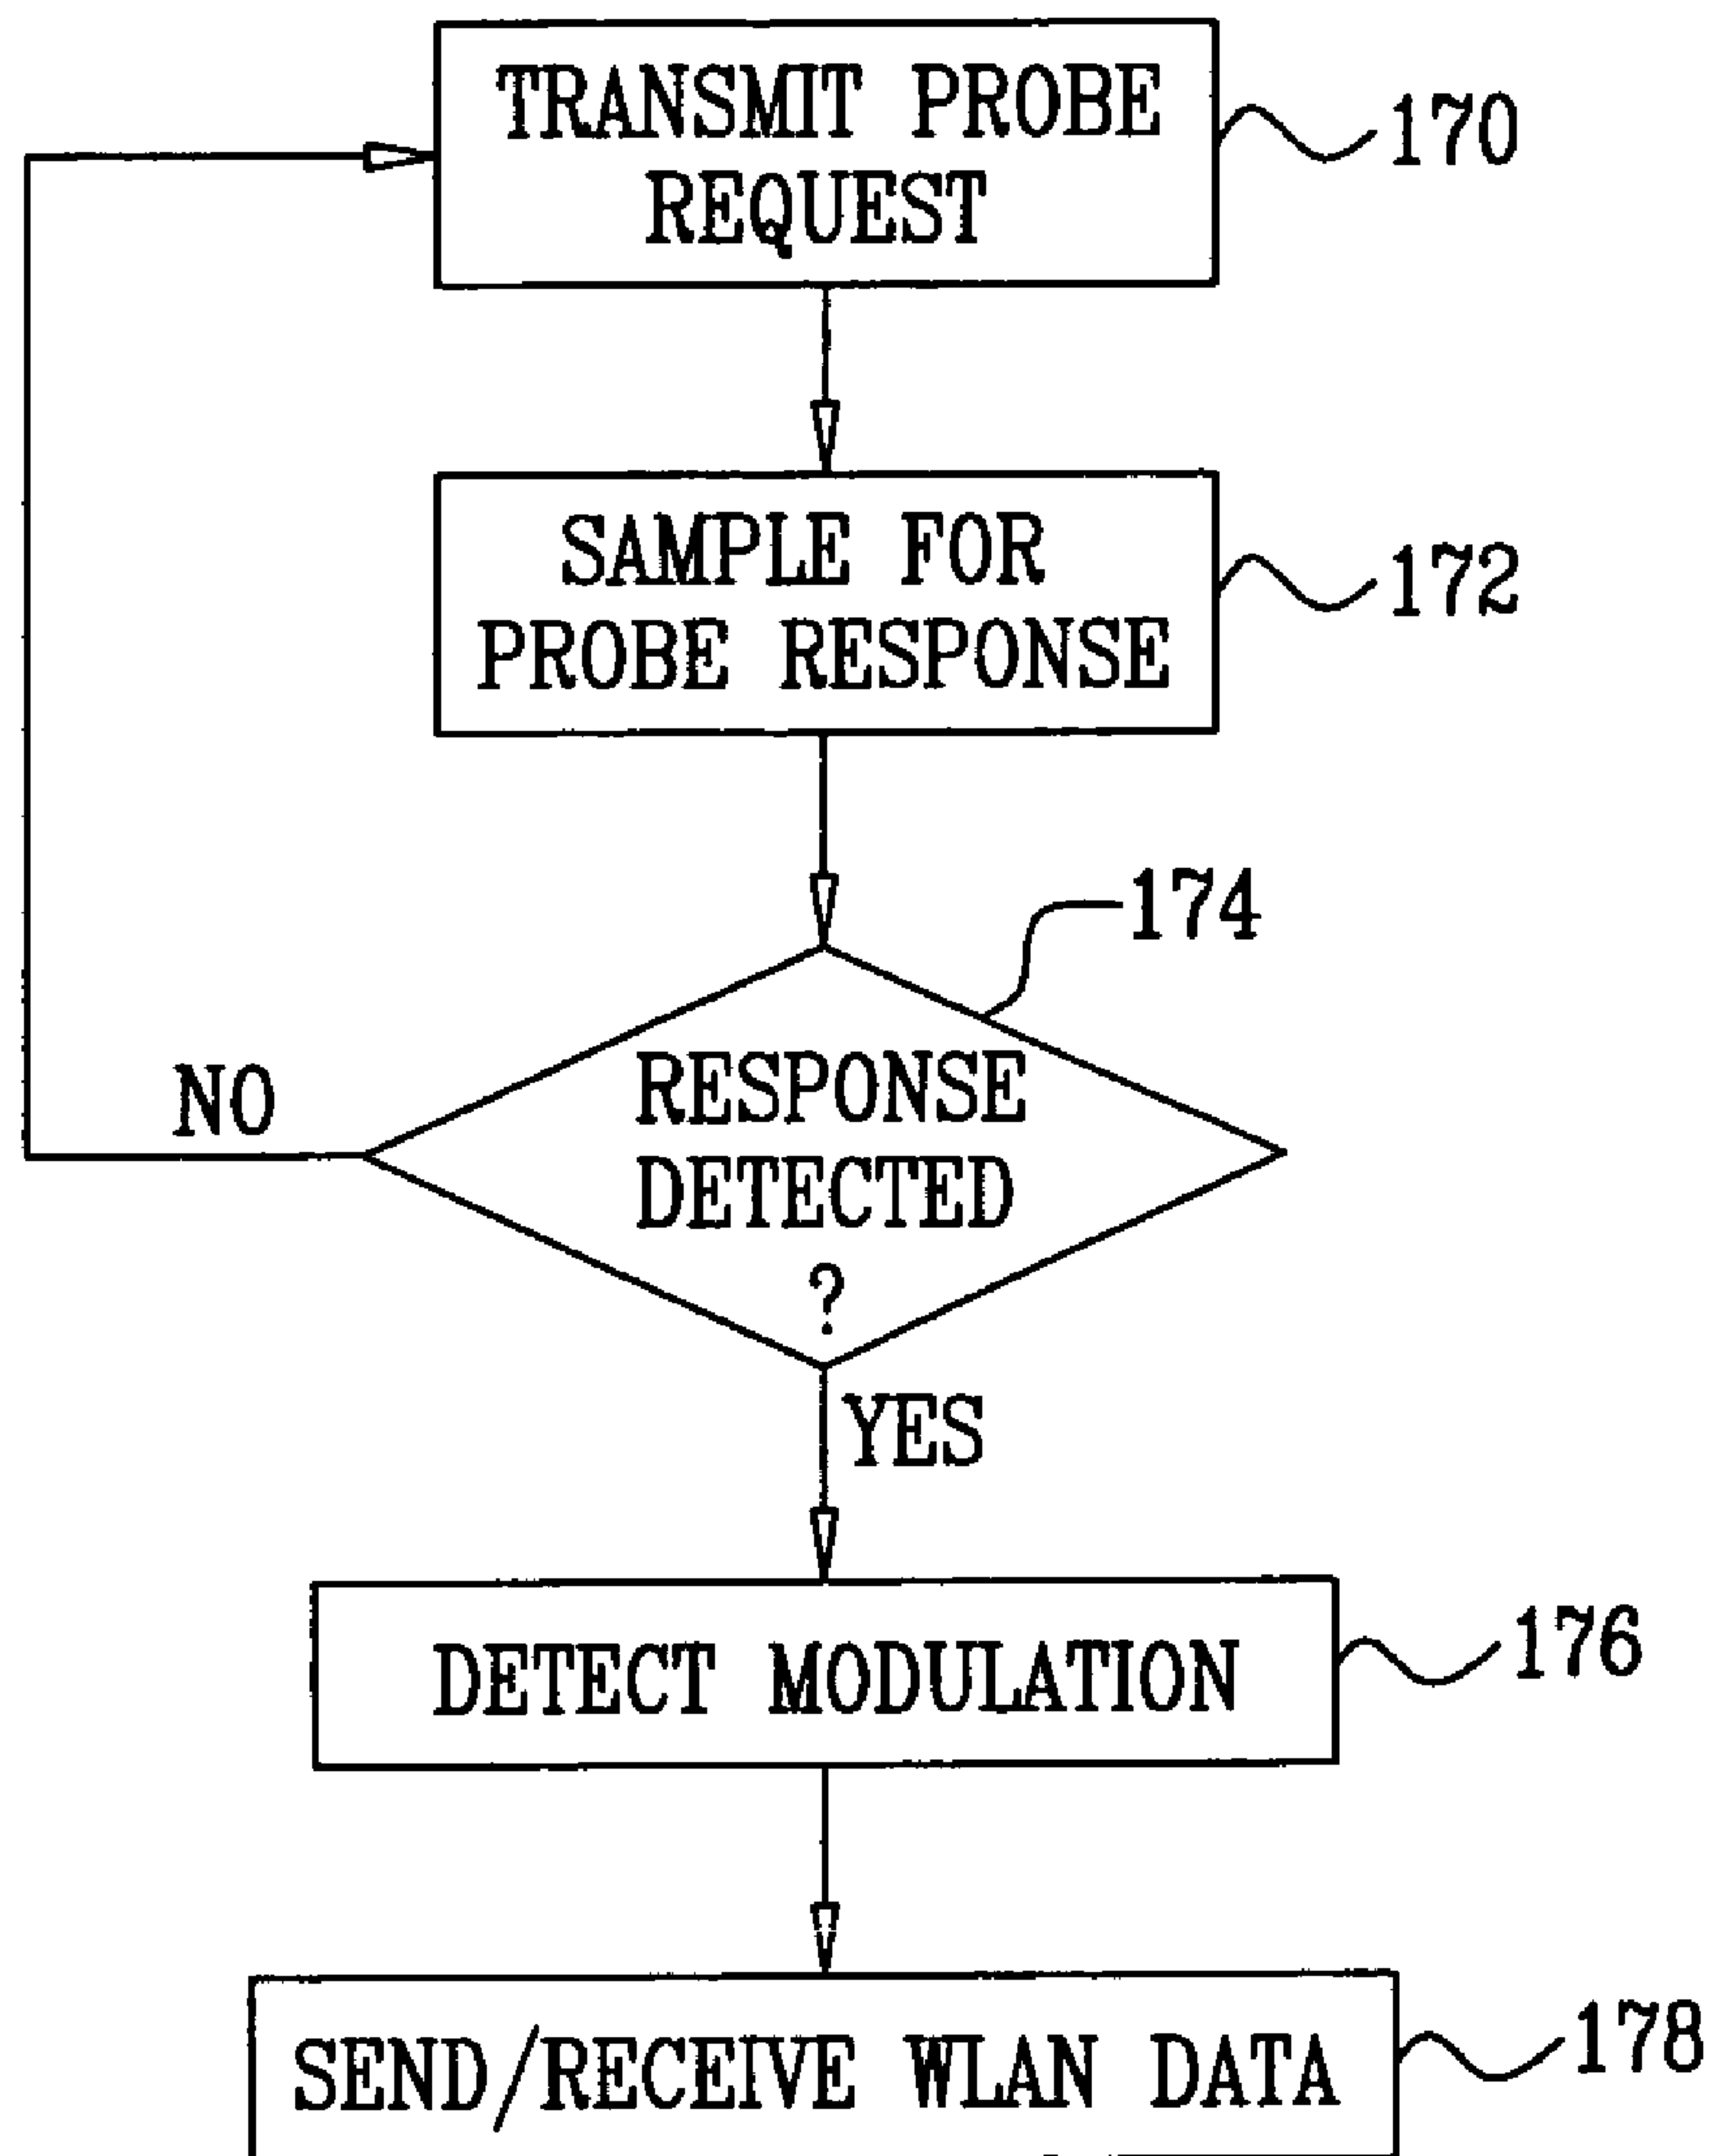 TRANSMIT PROBE
REQUEST
170
SAMPLE FOR
PROBE RESPONSE
172
174
RESPONSE
DETECTED
?
NO
YES
DETECT MODULATION
176
SEND/RECEIVE WLAN DATA
178